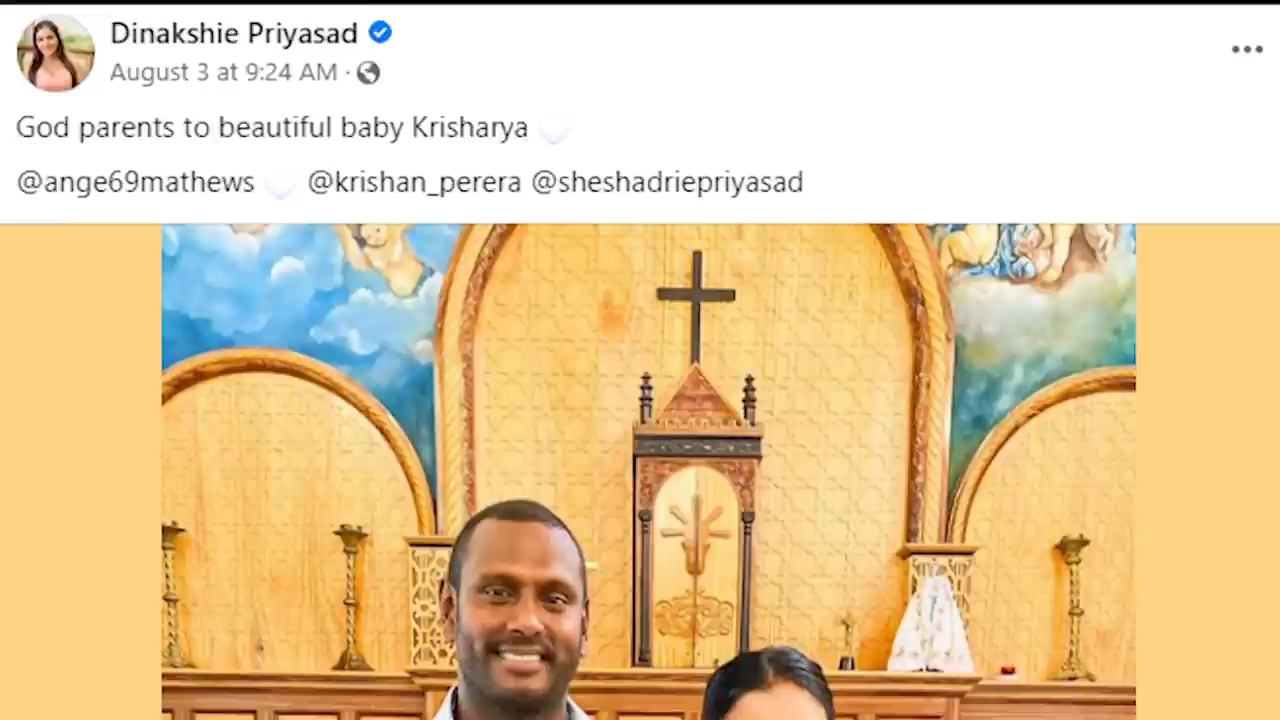 Dinakshie Priyasad
August 3 at 9:24 AM ·
God parents to beautiful baby Krisharya
@ange69mathews @krishan_perera @sheshadriepriyasad